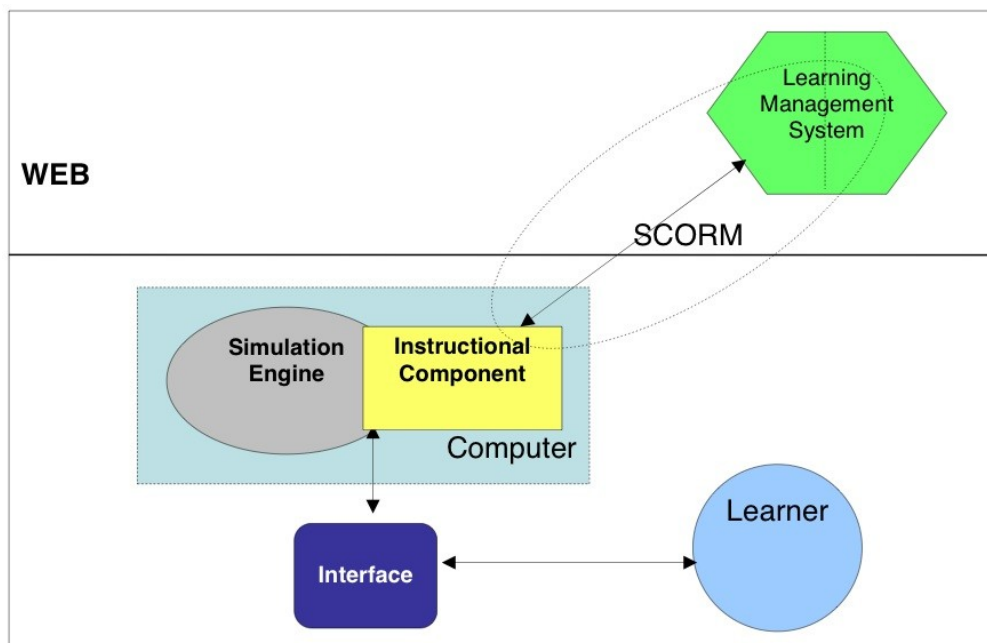 Learning
Management
System
WEB
SCORM
Simulation
Engine
Instructional
Component
Computer
Learner
Interface